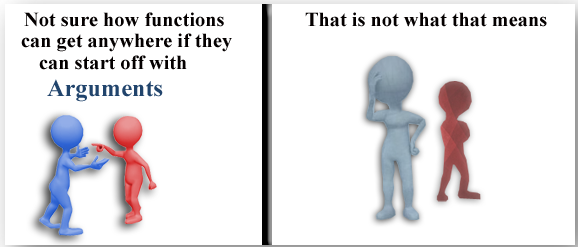 Not sure how functions
can get anywhere if they
can start off with
Arguments
That is not what that means